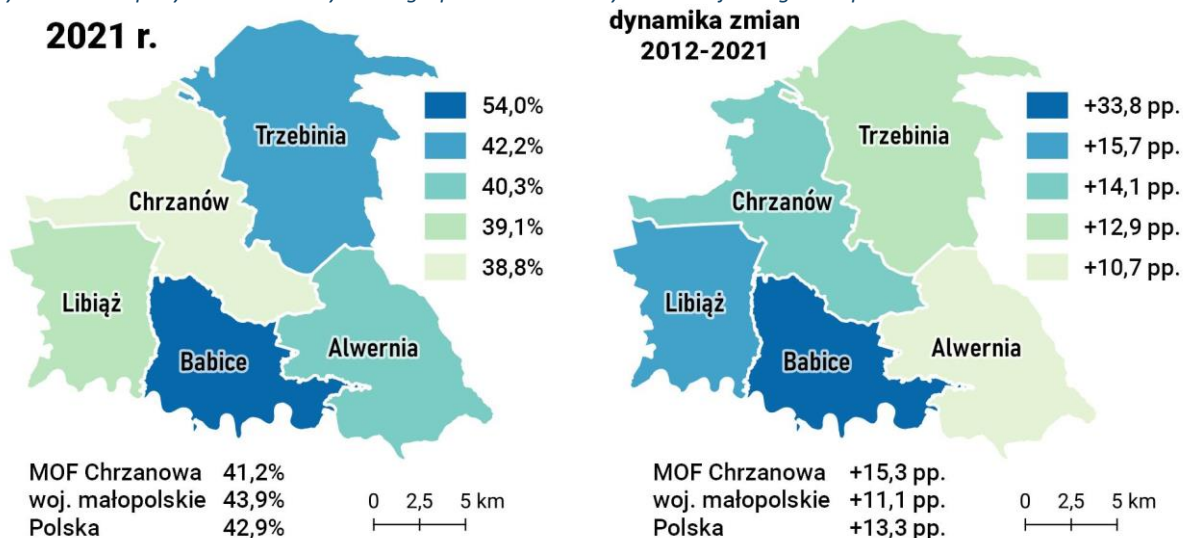 2021 r.
54,0%
42,2%
40,3%
39,1%
38,8%
Trzebinia
Chrzanów
Libiąż
Babice
Alwernia
MOF Chrzanowa 41,2%
woj. małopolskie 43,9%
Polska 42,9%
0 2,5 5 km
dynamika zmian
2012-2021
+33,8 pp.
+15,7 pp.
+14,1 pp.
+12,9 pp.
+10,7 pp.
Trzebinia
Chrzanów
Libiąż
Babice
Alwernia
MOF Chrzanowa +15,3 pp.
woj. małopolskie +11,1 pp.
Polska +13,3 pp.
0 2,5 5 km